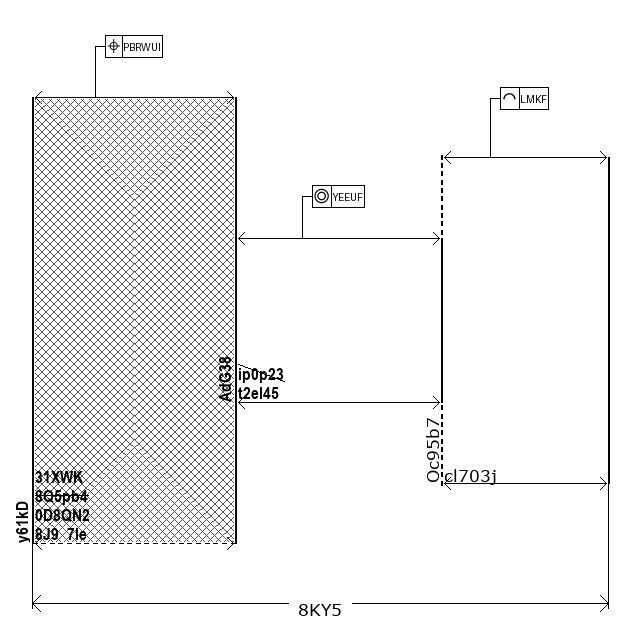 PBRWUI
LMKF
YEEUF
AdG38
ip0p23
t2el45
Oc95b7
cl703j
31XWK
8Q5pb4
0D8QN2
8J9 7le
y61kD
8KY5